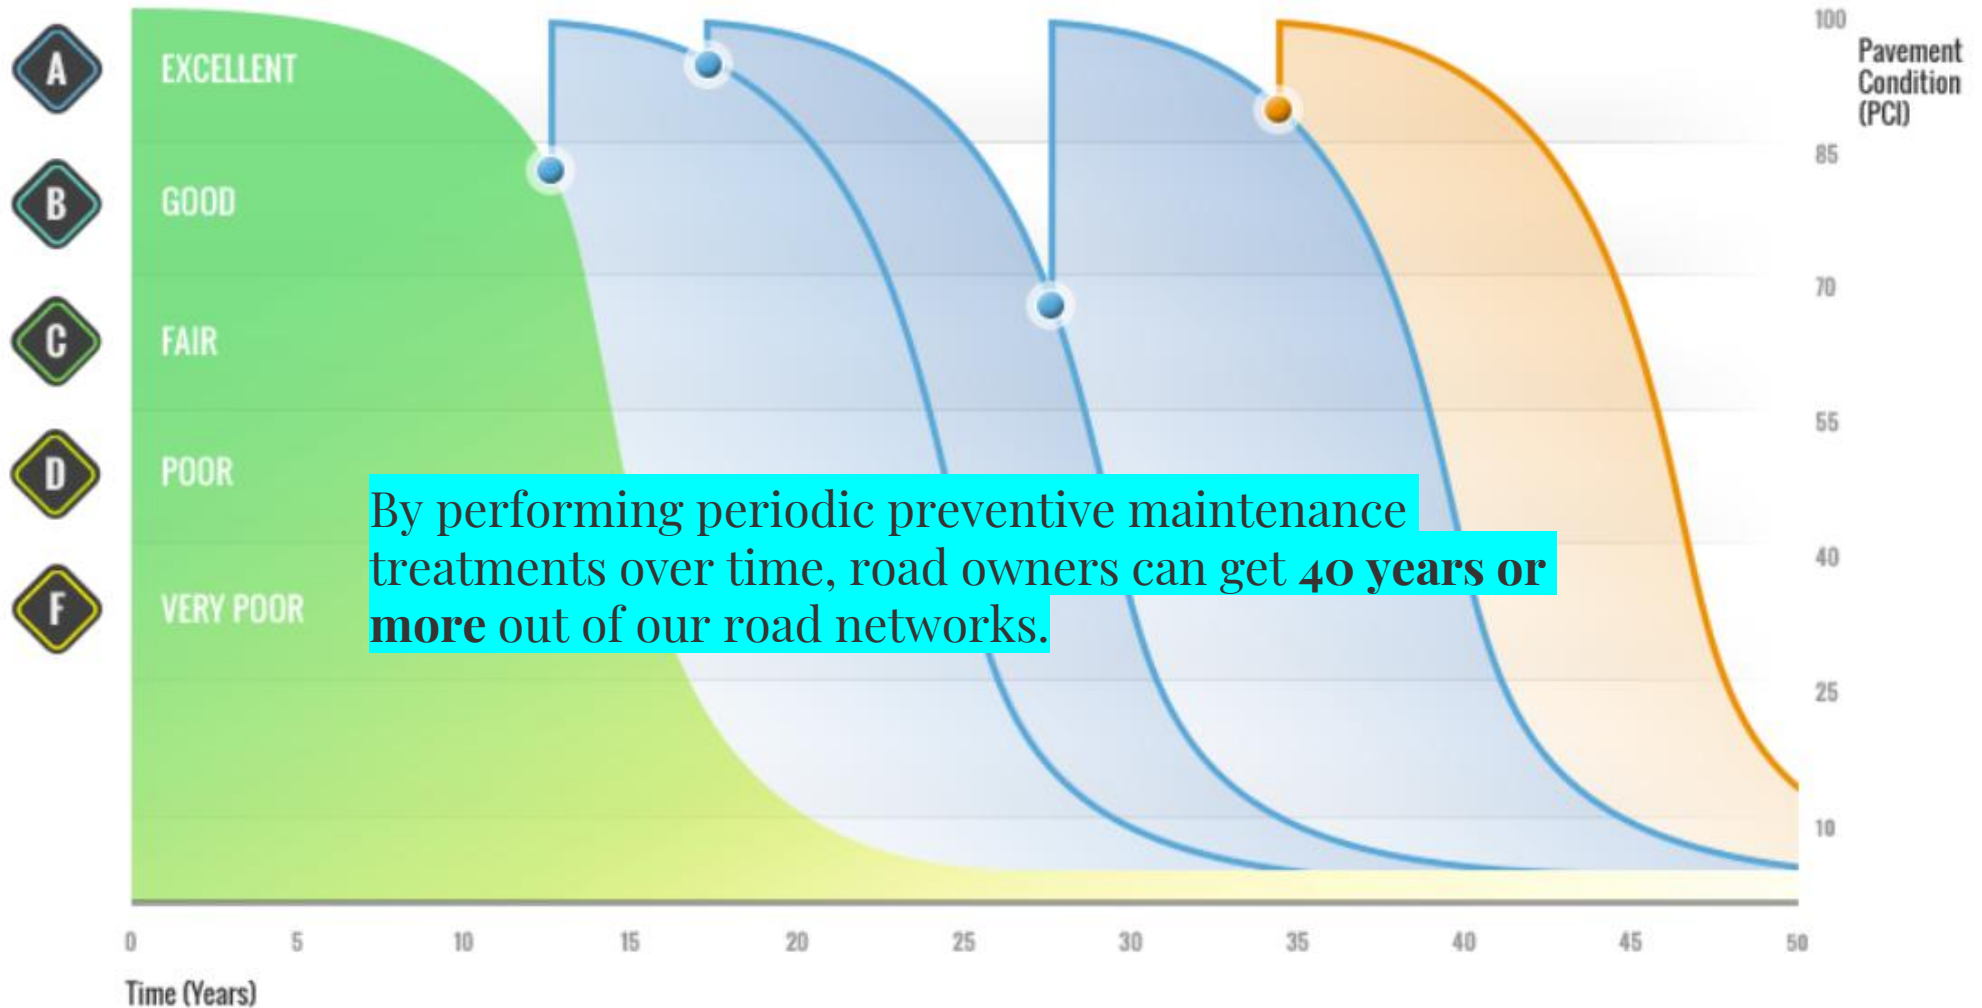 100
Pavement
Condition
(PCI)
A
EXCELLENT
85
B
GOOD
70
C
FAIR
55
D
POOR
By performing periodic preventive maintenance
treatments over time, road owners can get 40 years or
more out of our road networks.
40
F
VERY POOR
25
10
0 5 10 15 20 25 30 35 40 45 50
Time (Years)